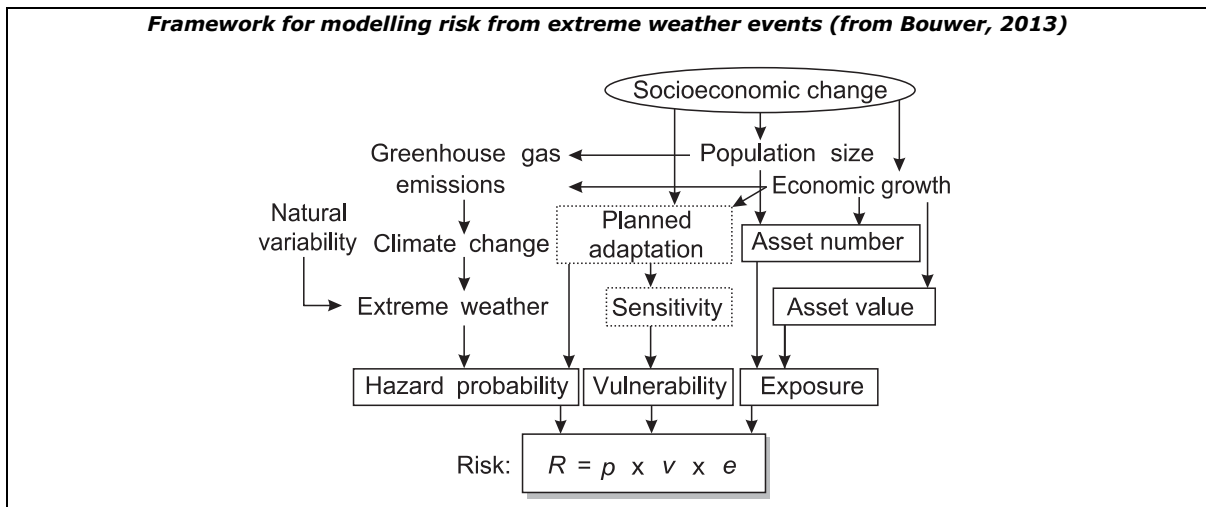 Framework for modelling risk from extreme weather events (from Bouwer, 2013)
Socioeconomic change
Greenhouse gas
emissions
Population size
Economic growth
Natural
variability
Climate change
Planned
adaptation
Asset number
Extreme weather
Sensitivity
Asset value
Hazard probability
Vulnerability
Exposure
Risk:
R = p x v x e